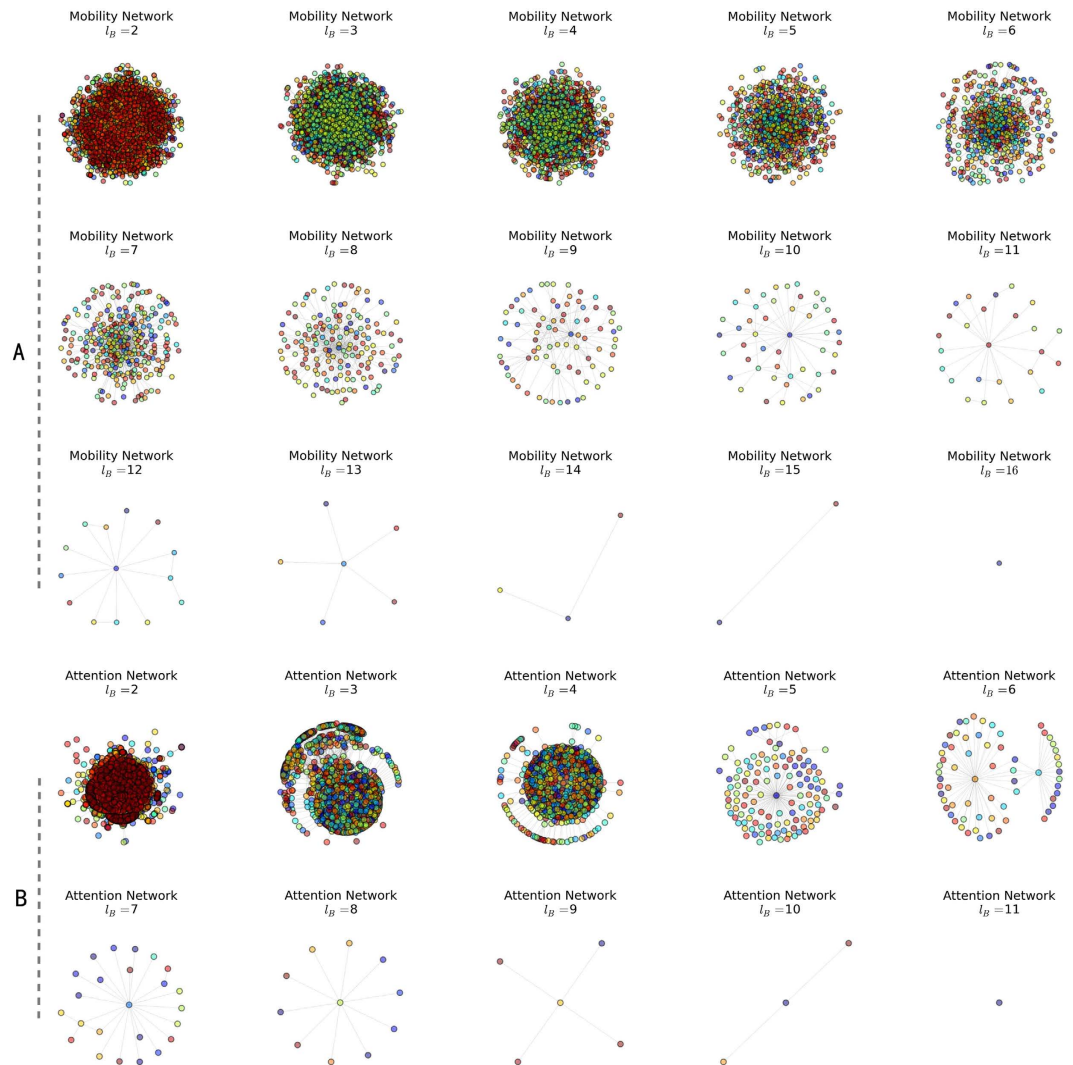 Mobility Network
l_B =2
Mobility Network
l_B =3
Mobility Network
l_B =4
Mobility Network
l_B =5
Mobility Network
l_B =6
A
Mobility Network
l_B =7
Mobility Network
l_B =8
Mobility Network
l_B =9
Mobility Network
l_B =10
Mobility Network
l_B =11
Mobility Network
l_B =12
Mobility Network
l_B =13
Mobility Network
l_B =14
Mobility Network
l_B =15
Mobility Network
l_B =16
Attention Network
l_B =2
Attention Network
l_B =3
Attention Network
l_B =4
Attention Network
l_B =5
Attention Network
l_B =6
B
Attention Network
l_B =7
Attention Network
l_B =8
Attention Network
l_B =9
Attention Network
l_B =10
Attention Network
l_B =11